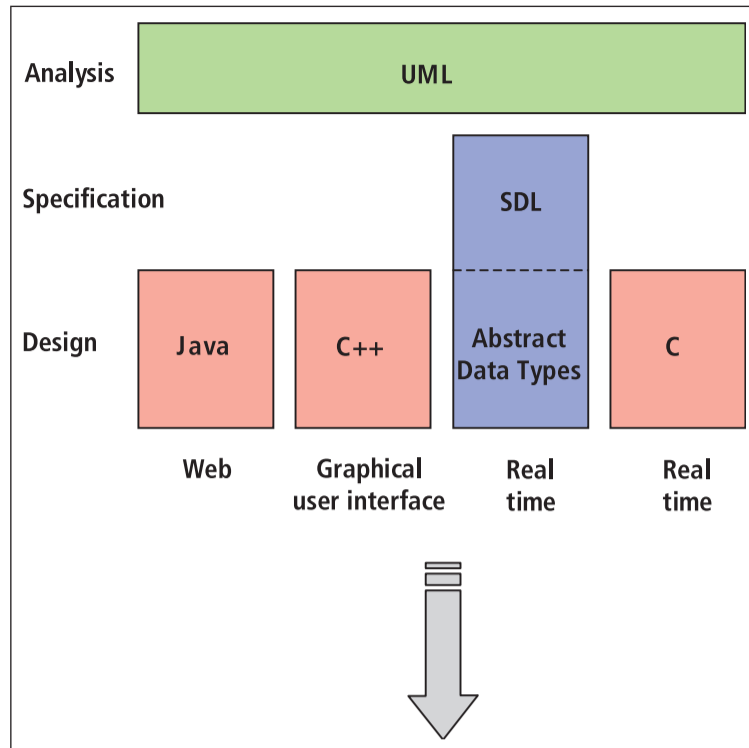 Analysis
UML
Specification
SDL
Design
Java
C++
Abstract
Data Types
C
Web
Graphical
user interface
Real
time
Real
time